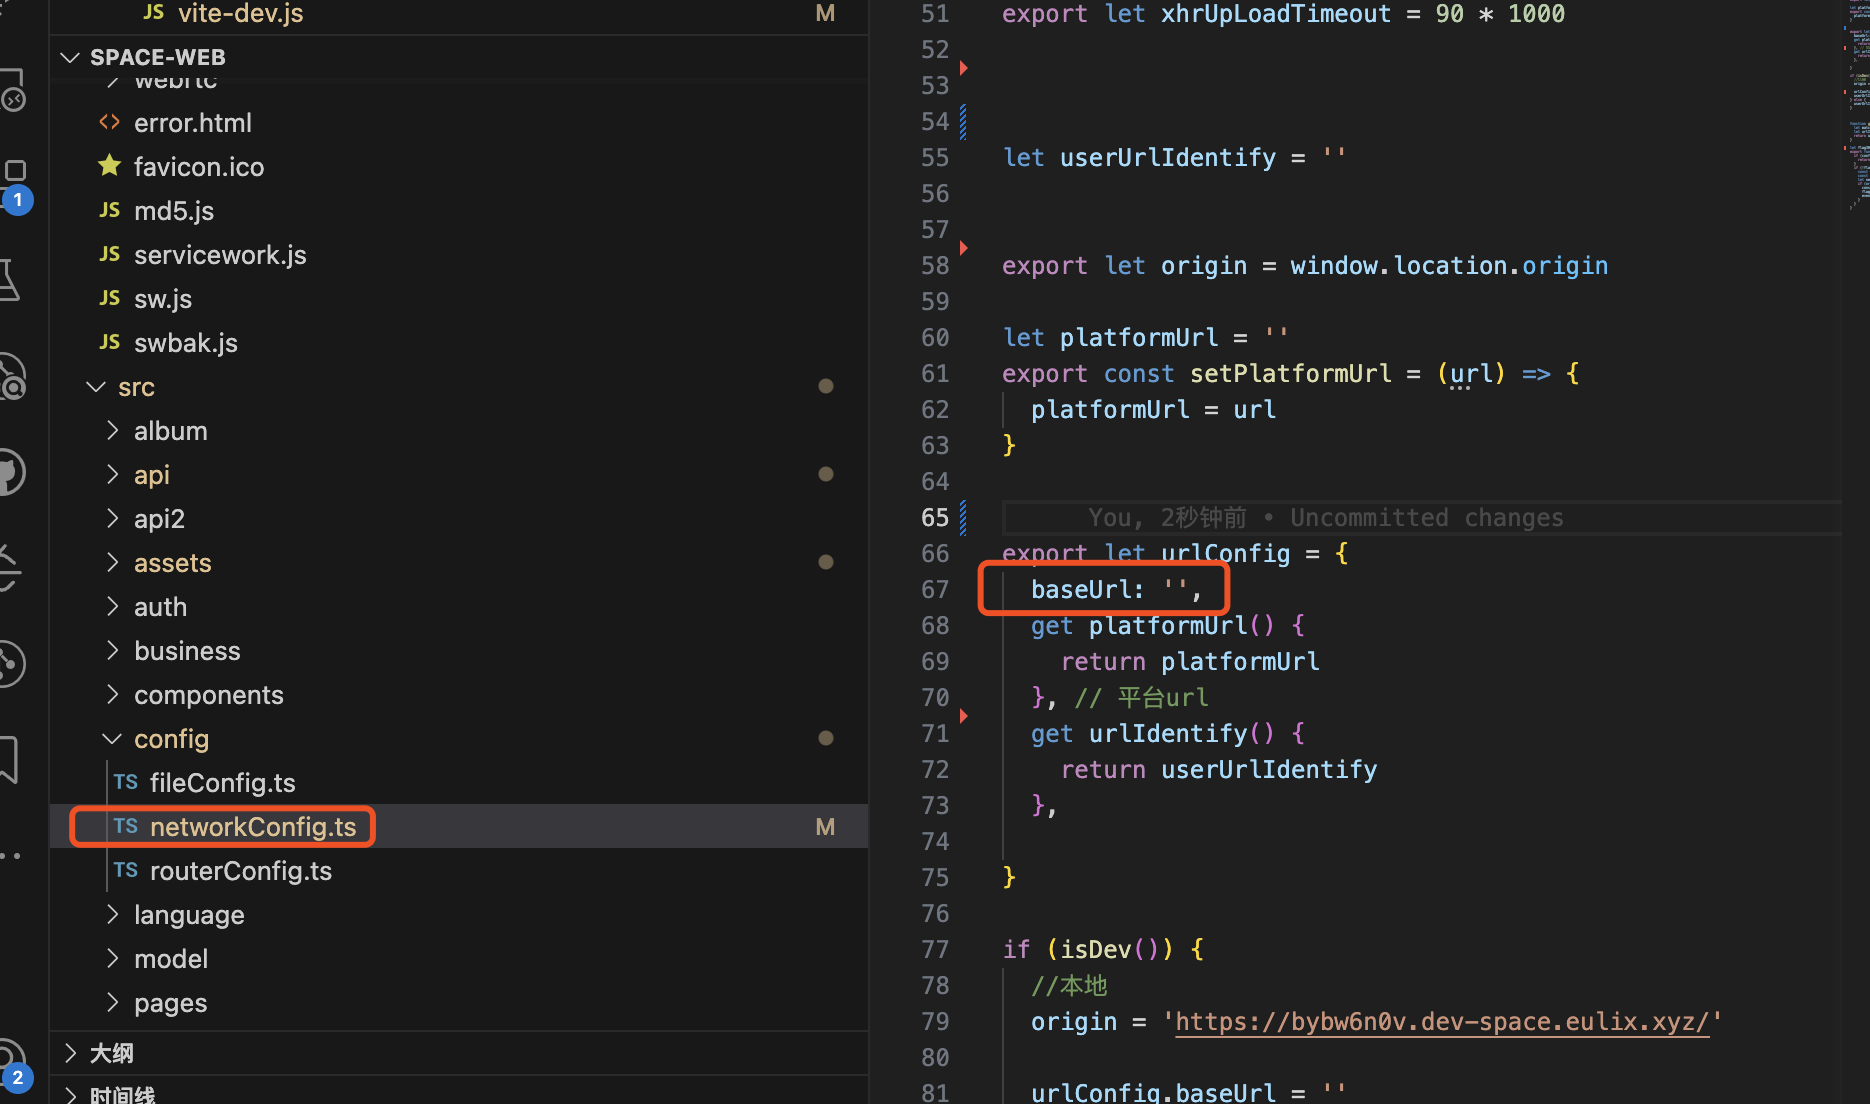 JS vite-dev.js M
SPACE-WEB
webrtc
<> error.html
favicon.ico
JS md5.js
1
JS servicework.js
JS sw.js
JS swbak.js
src
album
api
api2
assets
auth
business
components
config
TS fileConfig.ts
TS networkConfig.ts M
TS routerConfig.ts
language
model
pages
大纲
2
时间线
51 export let xhrUpLoadTimeout = 90 * 1000
52
53
54
55 let userUrlIdentify = ''
56
57
58 export let origin = window.location.origin
59
60 let platformUrl = ''
61 export const setPlatformUrl = (url) => {
62 platformUrl = url
63 }
64
65 You, 2秒钟前 • Uncommitted changes
66 export let urlConfig = {
67 baseUrl: '',
68 get platformUrl() {
69 return platformUrl
70 }, // 平台url
71 get urlIdentify() {
72 return userUrlIdentify
73 },
74
75 }
76
77 if (isDev()) {
78 //本地
79 origin = 'https://bybw6n0v.dev-space.eulix.xyz/'
80
81 urlConfig.baseUrl = ''